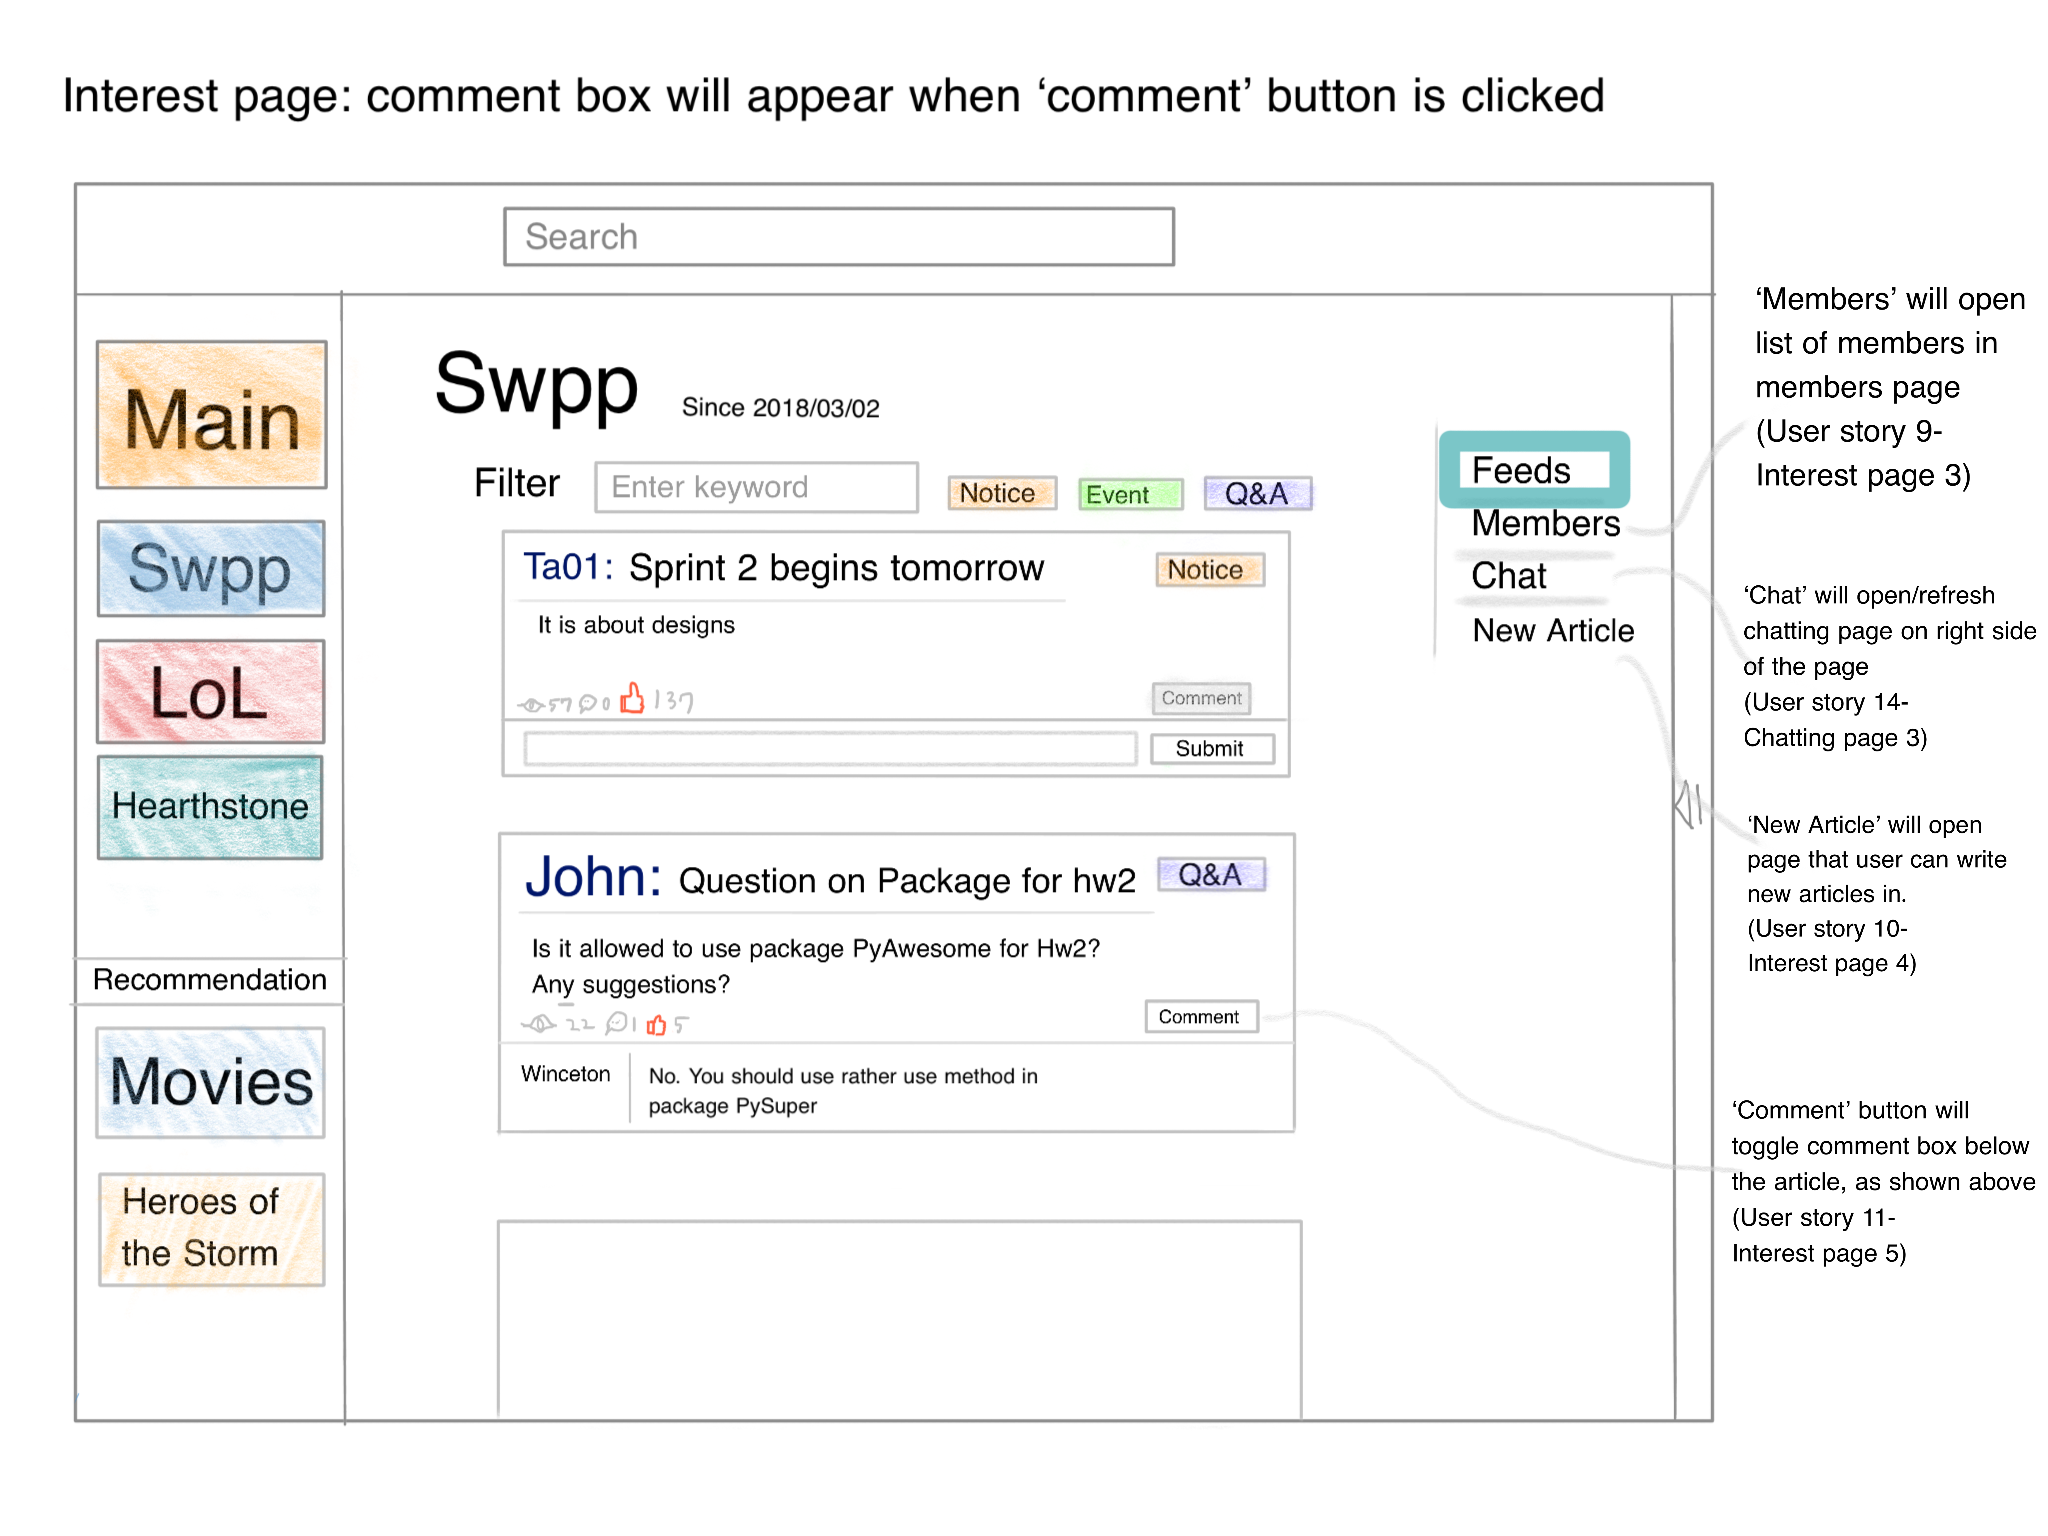 Interest page: comment box will appear when ‘comment’ button is clicked
Search
Main
Swpp
LoL
Hearthstone
Recommendation
Movies
Heroes of
the Storm
Swpp Since 2018/03/02
Filter Enter keyword Notice Event Q&A
Ta01: Sprint 2 begins tomorrow Notice
It is about designs
57 0 137 Comment
Submit
John: Question on Package for hw2 Q&A
Is it allowed to use package PyAwesome for Hw2?
Any suggestions?
22 1 5 Comment
Winceton No. You should use rather use method in
package PySuper
Feeds
Members
Chat
New Article
‘Members’ will open
list of members in
members page
(User story 9-
Interest page 3)
‘Chat’ will open/refresh
chatting page on right side
of the page
(User story 14-
Chatting page 3)
‘New Article’ will open
page that user can write
new articles in.
(User story 10-
Interest page 4)
‘Comment’ button will
toggle comment box below
the article, as shown above
(User story 11-
Interest page 5)